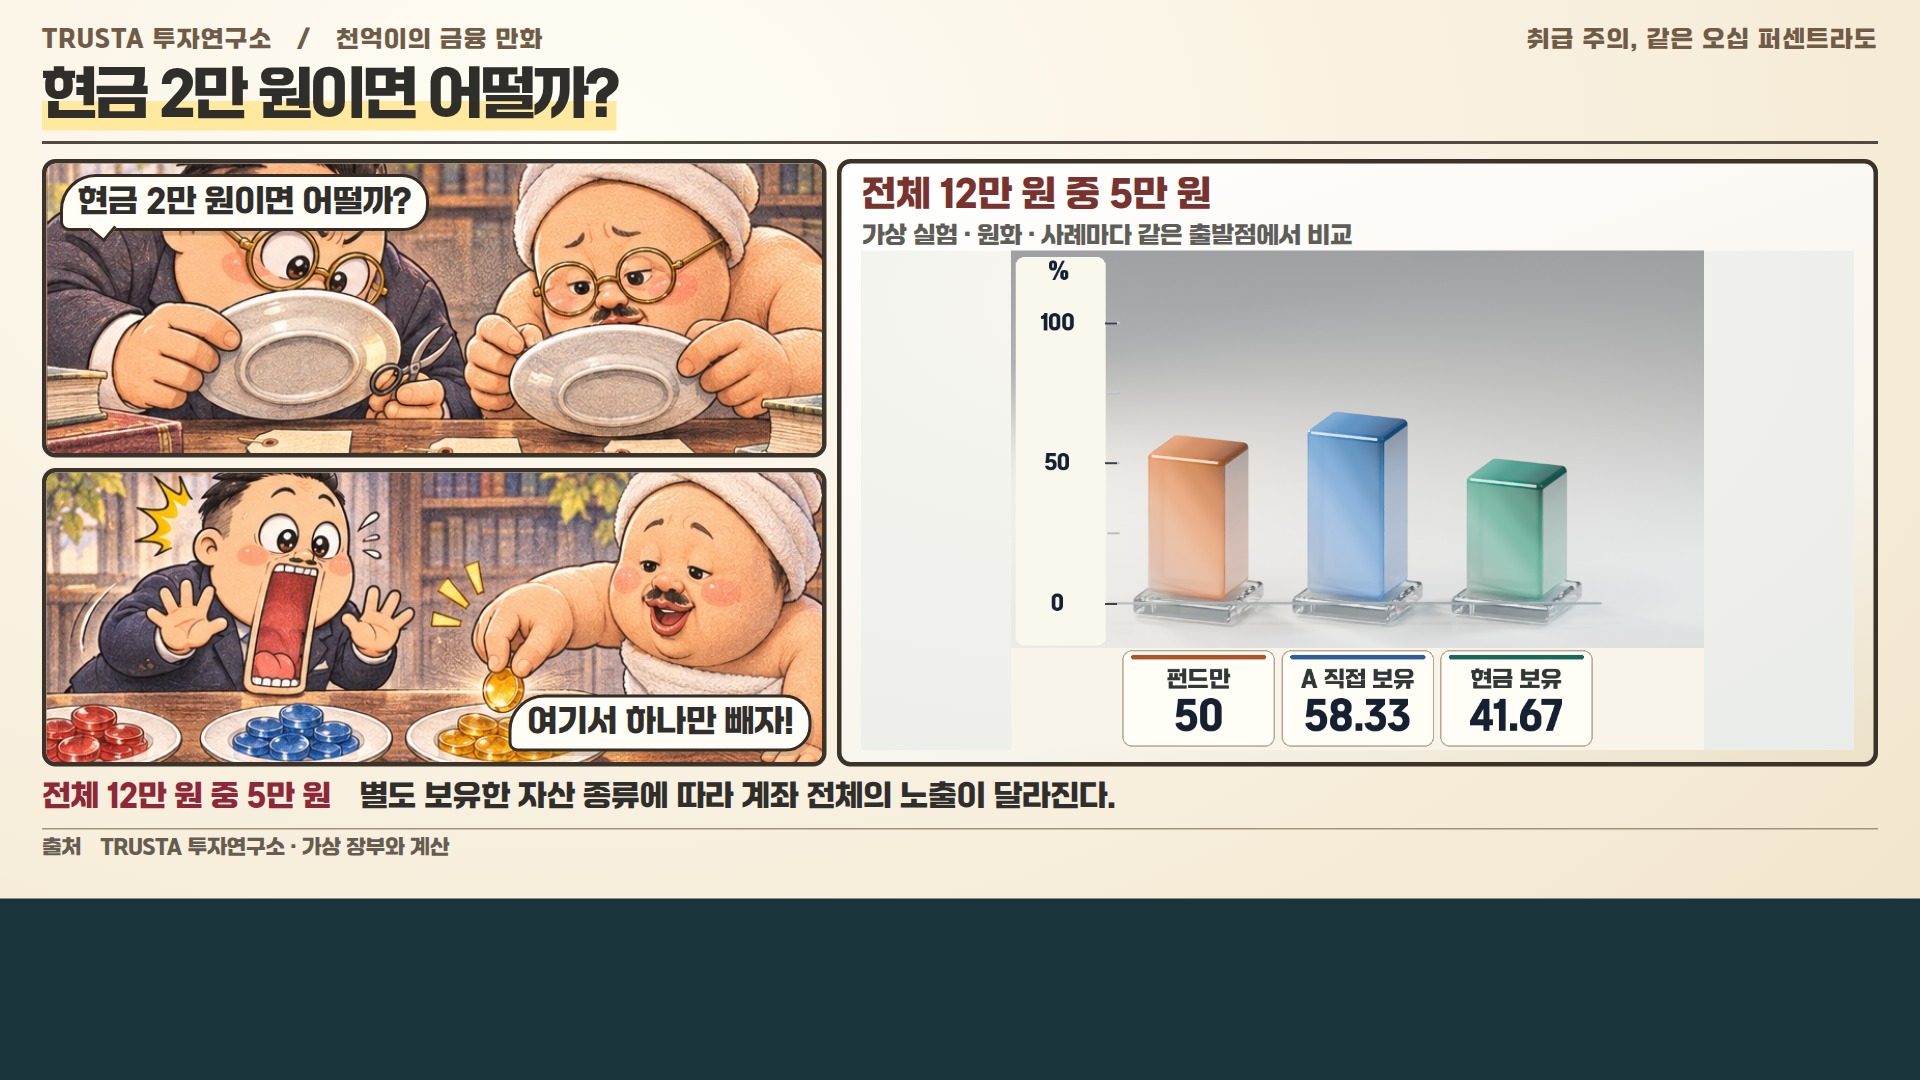 TRUSTA 투자연구소 / 천억이의 금융 만화
취급 주의, 같은 오십 퍼센트라도
현금 2만 원이면 어떨까?
현금 2만 원이면 어떨까?
여기서 하나만 빼자!
전체 12만 원 중 5만 원
가상 실험 · 원화 · 사례마다 같은 출발점에서 비교
%
100
50
0
펀드만
50
A 직접 보유
58.33
현금 보유
41.67
전체 12만 원 중 5만 원 별도 보유한 자산 종류에 따라 계좌 전체의 노출이 달라진다.
출처 TRUSTA 투자연구소 · 가상 장부와 계산